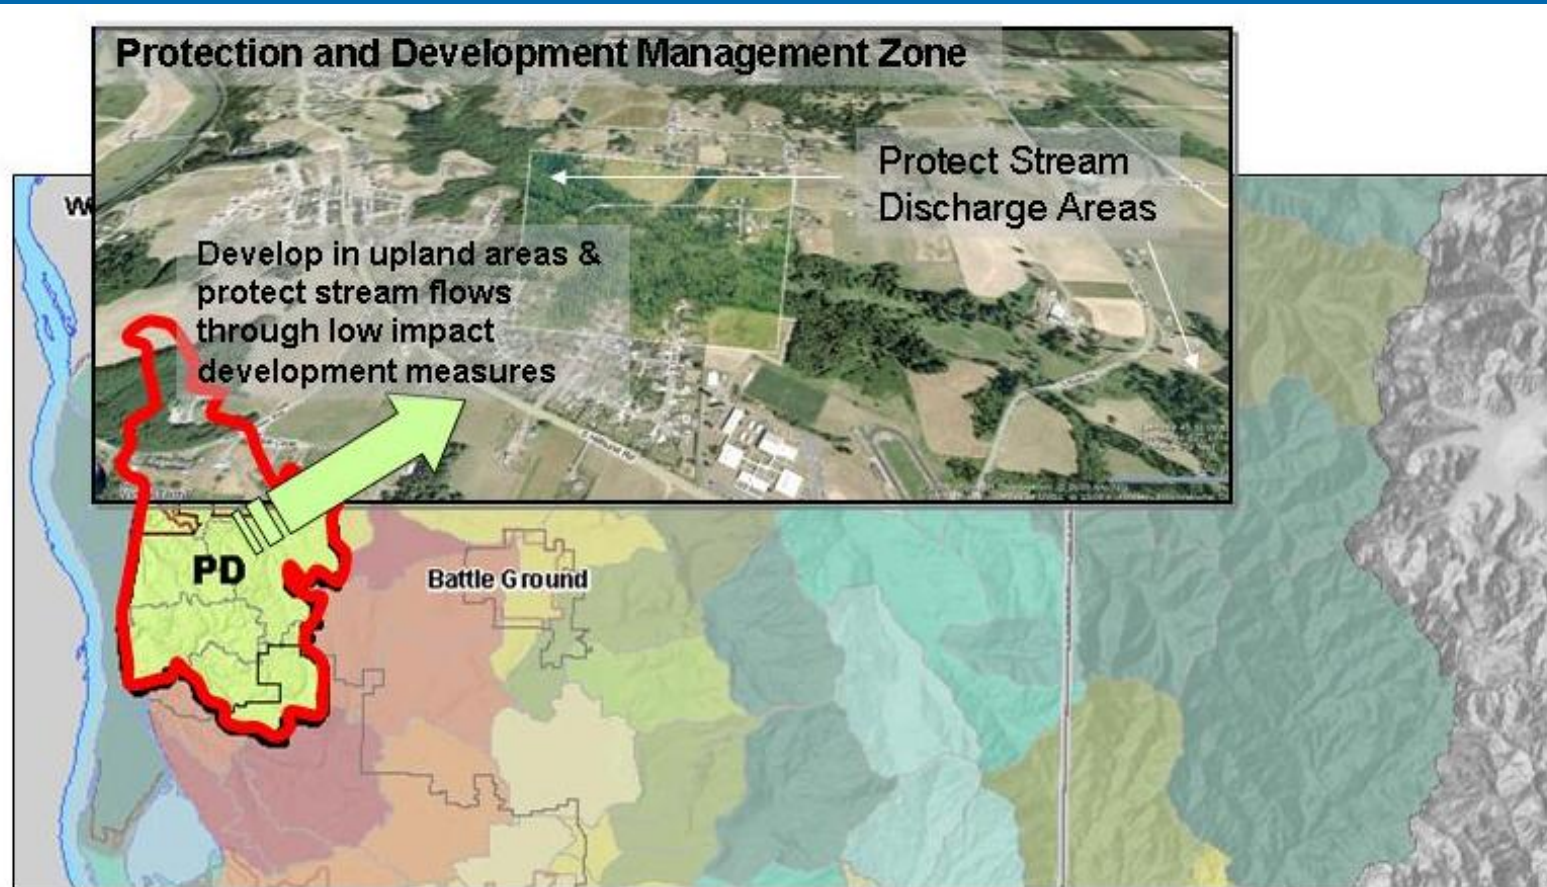 Protection and Development Management Zone
Protect Stream
Discharge Areas
Develop in upland areas &
protect stream flows
through low impact
development measures
PD
Battle Ground